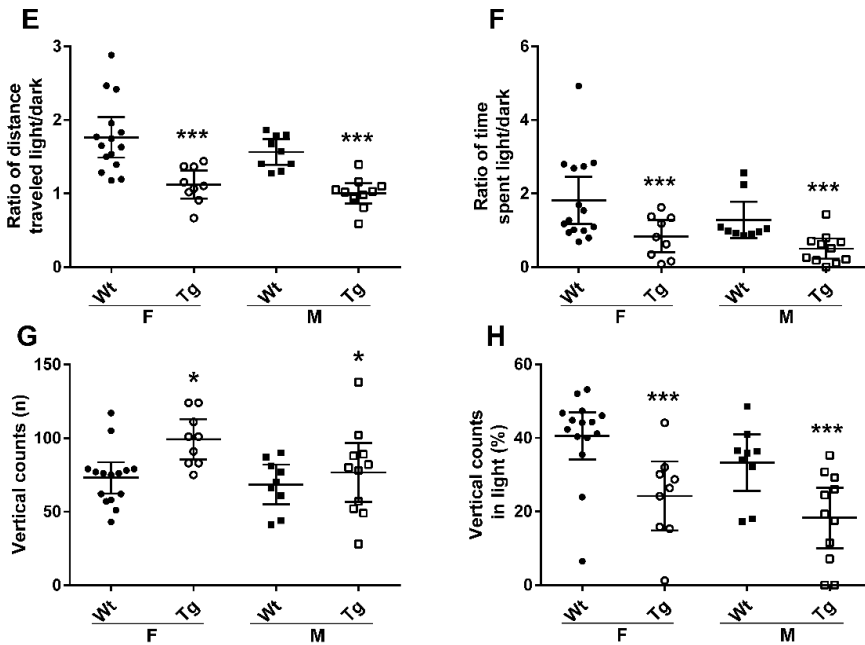 E
Ratio of distance
traveled light/dark
3
2
1
0
***
***
Wt
Tg
Wt
Tg
F
M
F
Ratio of time
spent light/dark
6
4
2
0
***
***
Wt
Tg
Wt
Tg
F
M
G
Vertical counts (n)
150
100
50
0
*
*
Wt
Tg
Wt
Tg
F
M
H
Vertical counts
in light (%)
60
40
20
0
***
***
Wt
Tg
Wt
Tg
F
M